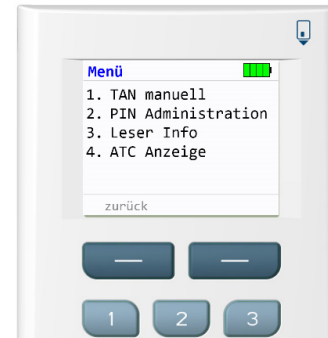 Menü
1. TAN manuell
2. PIN Administration
3. Leser Info
4. ATC Anzeige
zurück
1 2 3